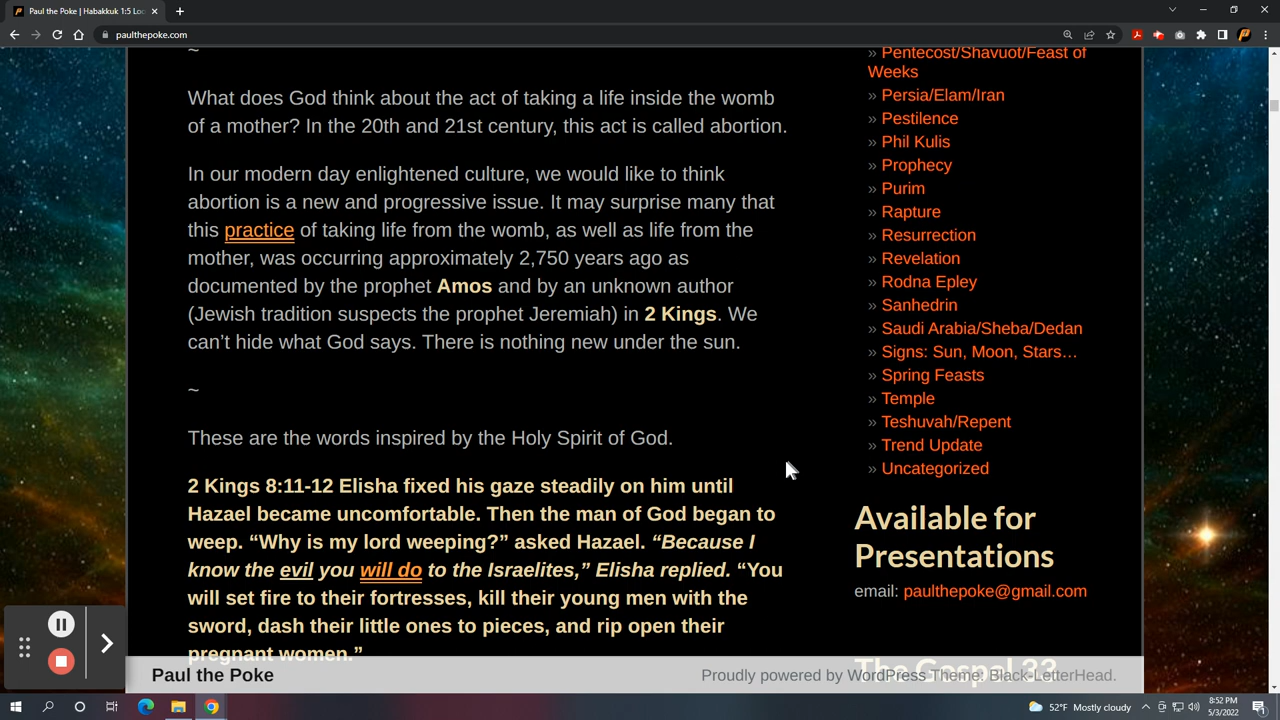 Paul the Poke | Habakkuk 1:5 Loo
paulthepoke.com
~
What does God think about the act of taking a life inside the womb
of a mother? In the 20th and 21st century, this act is called abortion.
In our modern day enlightened culture, we would like to think
abortion is a new and progressive issue. It may surprise many that
this practice of taking life from the womb, as well as life from the
mother, was occurring approximately 2,750 years ago as
documented by the prophet Amos and by an unknown author
(Jewish tradition suspects the prophet Jeremiah) in 2 Kings. We
can’t hide what God says. There is nothing new under the sun.
~
These are the words inspired by the Holy Spirit of God.
2 Kings 8:11-12 Elisha fixed his gaze steadily on him until
Hazael became uncomfortable. Then the man of God began to
weep. “Why is my lord weeping?” asked Hazael. “Because I
know the evil you will do to the Israelites,” Elisha replied. “You
will set fire to their fortresses, kill their young men with the
sword, dash their little ones to pieces, and rip open their
pregnant women.”
» Pentecost/Shavuot/Feast of
Weeks
» Persia/Elam/Iran
» Pestilence
» Phil Kulis
» Prophecy
» Purim
» Rapture
» Resurrection
» Revelation
» Rodna Epley
» Sanhedrin
» Saudi Arabia/Sheba/Dedan
» Signs: Sun, Moon, Stars…
» Spring Feasts
» Temple
» Teshuvah/Repent
» Trend Update
» Uncategorized
Available for
Presentations
email: paulthepoke@gmail.com
The Gospel 33
Paul the Poke
Proudly powered by WordPress Theme: Black-LetterHead.
52°F Mostly cloudy
8:52 PM
5/3/2022